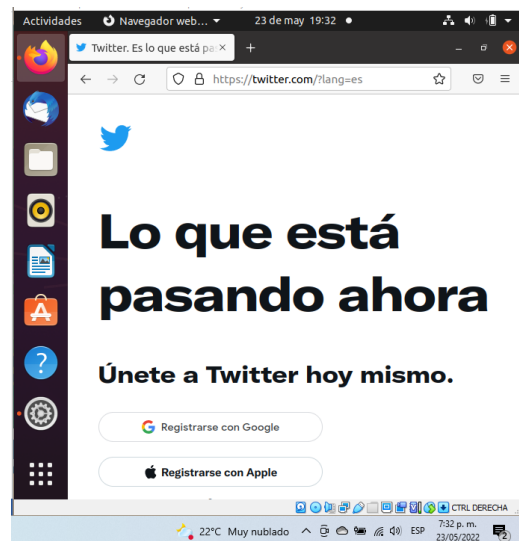 Actividades Navegador web... 23 de may 19:32
Twitter. Es lo que está pa
https://twitter.com/?lang=es
Lo que está
pasando ahora
Únete a Twitter hoy mismo.
Registrarse con Google
Registrarse con Apple
CTRL DERECHA
22°C Muy nublado ESP 7:32 p. m.
23/05/2022 2